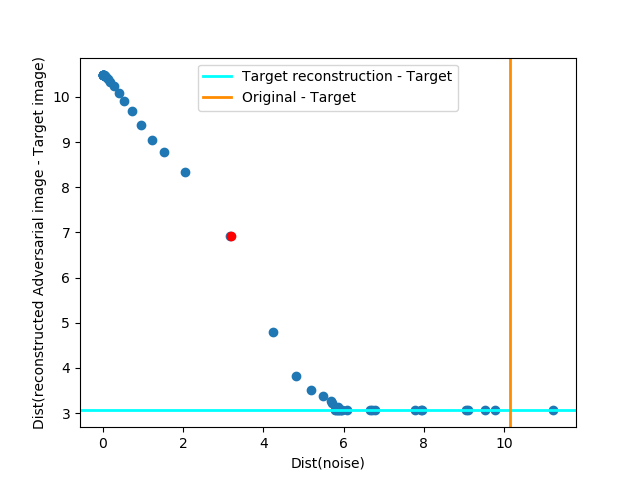 Target reconstruction - Target
Original - Target
Dist(reconstructed Adversarial image - Target image)
10
9
8
7
6
5
4
3
0 2 4 6 8 10
Dist(noise)